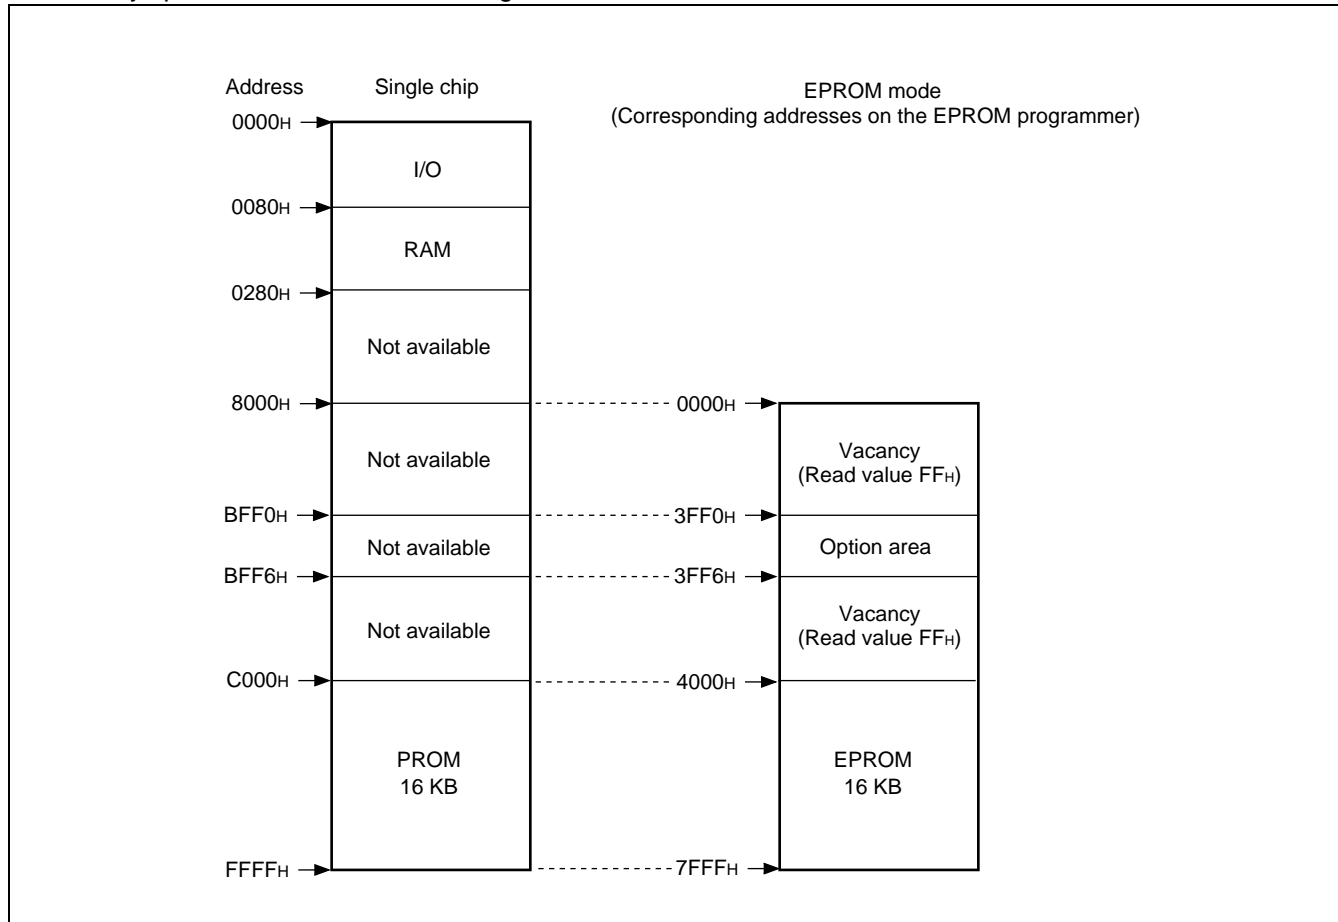 Address
Single chip
EPROM mode
(Corresponding addresses on the EPROM programmer)
0000H
I/O
0080H
RAM
0280H
Not available
8000H
0000H
Not available
Vacancy
(Read value FFH)
BFF0H
3FF0H
Not available
Option area
BFF6H
3FF6H
Not available
Vacancy
(Read value FFH)
C000H
4000H
PROM
16 KB
EPROM
16 KB
FFFFH
7FFFH